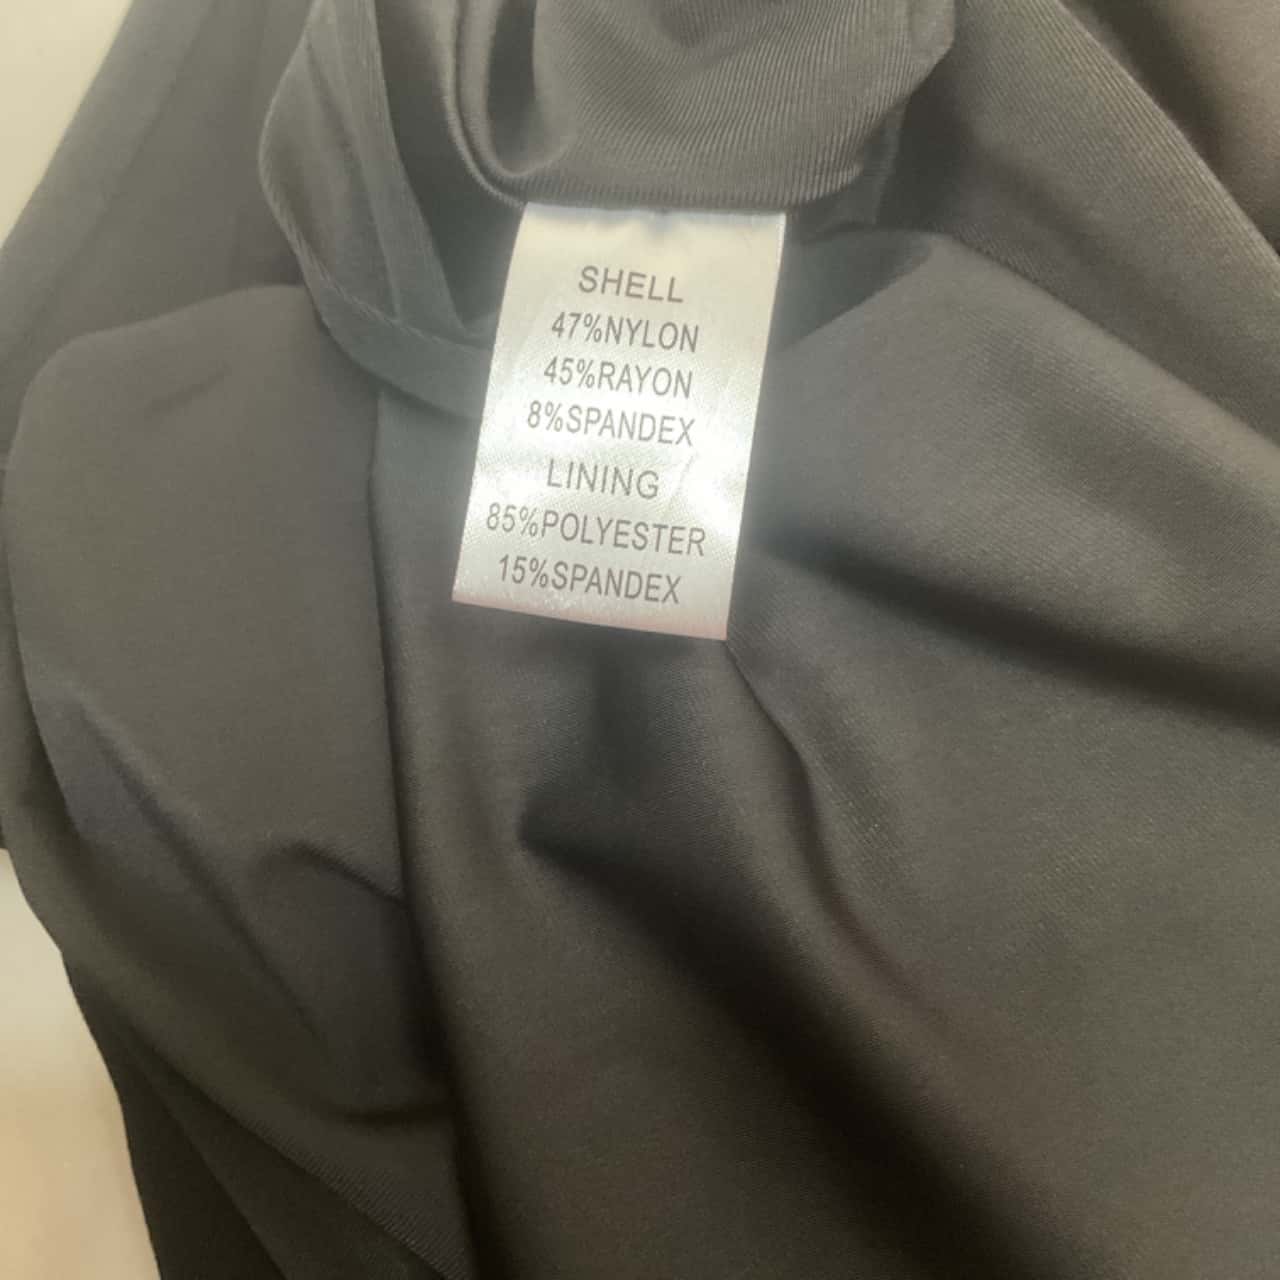 SHELL
47%NYLON
45%RAYON
8%SPANDEX
LINING
85%POLYESTER
15%SPANDEX